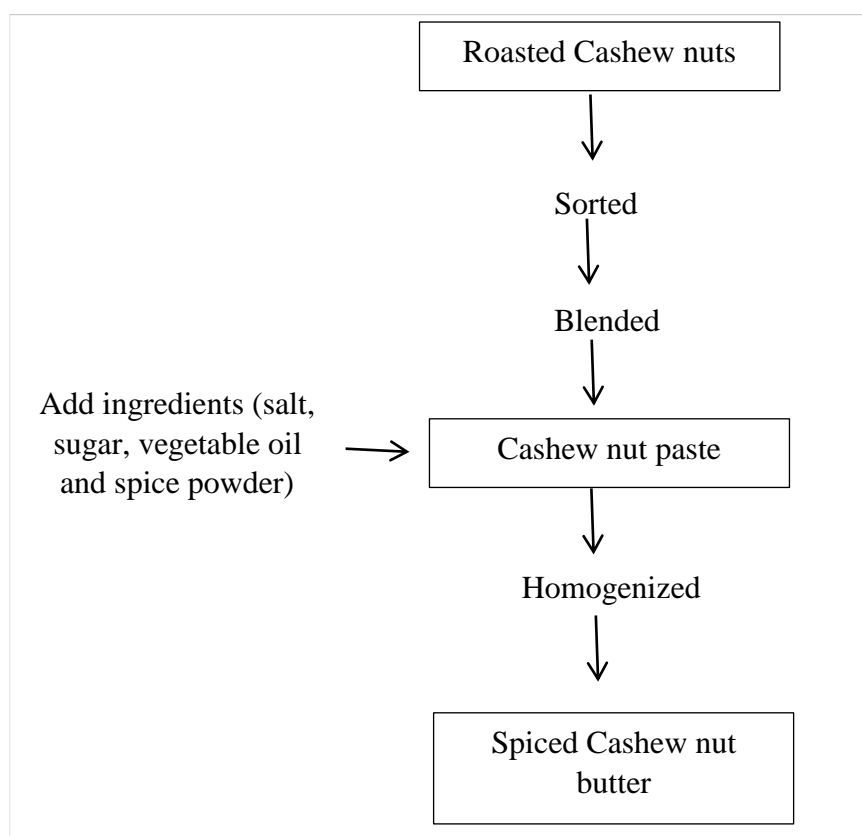 Roasted Cashew nuts
Sorted
Blended
Add ingredients (salt,
sugar, vegetable oil
and spice powder)
Cashew nut paste
Homogenized
Spiced Cashew nut
butter